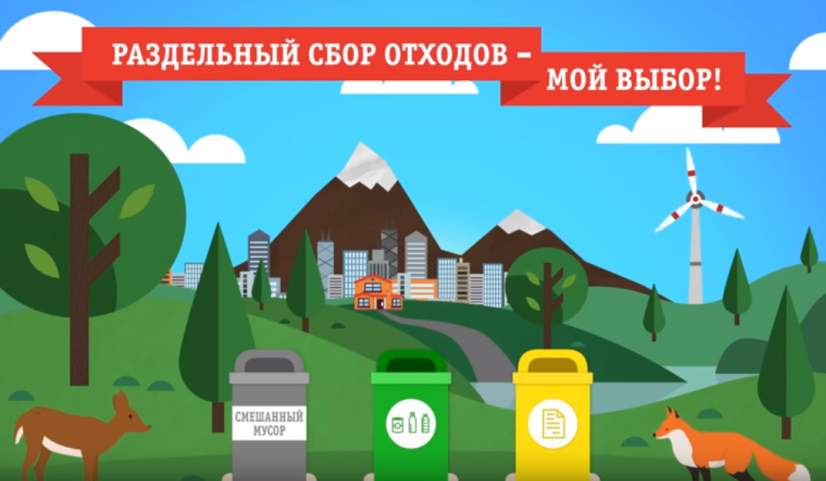 РАЗДЕЛЬНЫЙ СБОР ОТХОДОВ –
МОЙ ВЫБОР!
СМЕШАННЫЙ
МУСОР